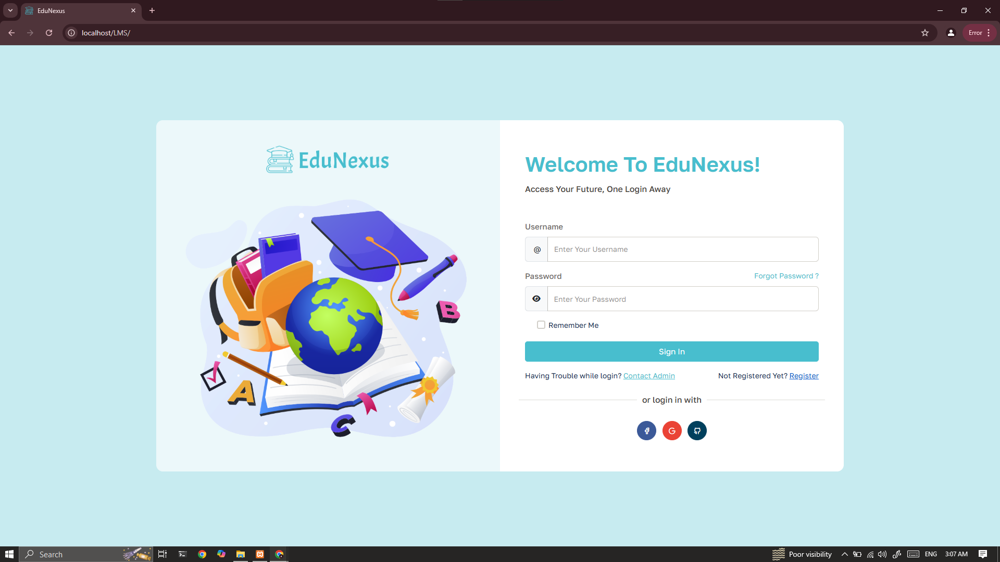 EduNexus
localhost/LMS/
Error
EduNexus
B
A
C
Welcome To EduNexus!
Access Your Future, One Login Away
Username
@ Enter Your Username
Password Forgot Password ?
Enter Your Password
Remember Me
Sign In
Having Trouble while login? Contact Admin Not Registered Yet? Register
or login in with
Search Poor visibility ENG 3:07 AM